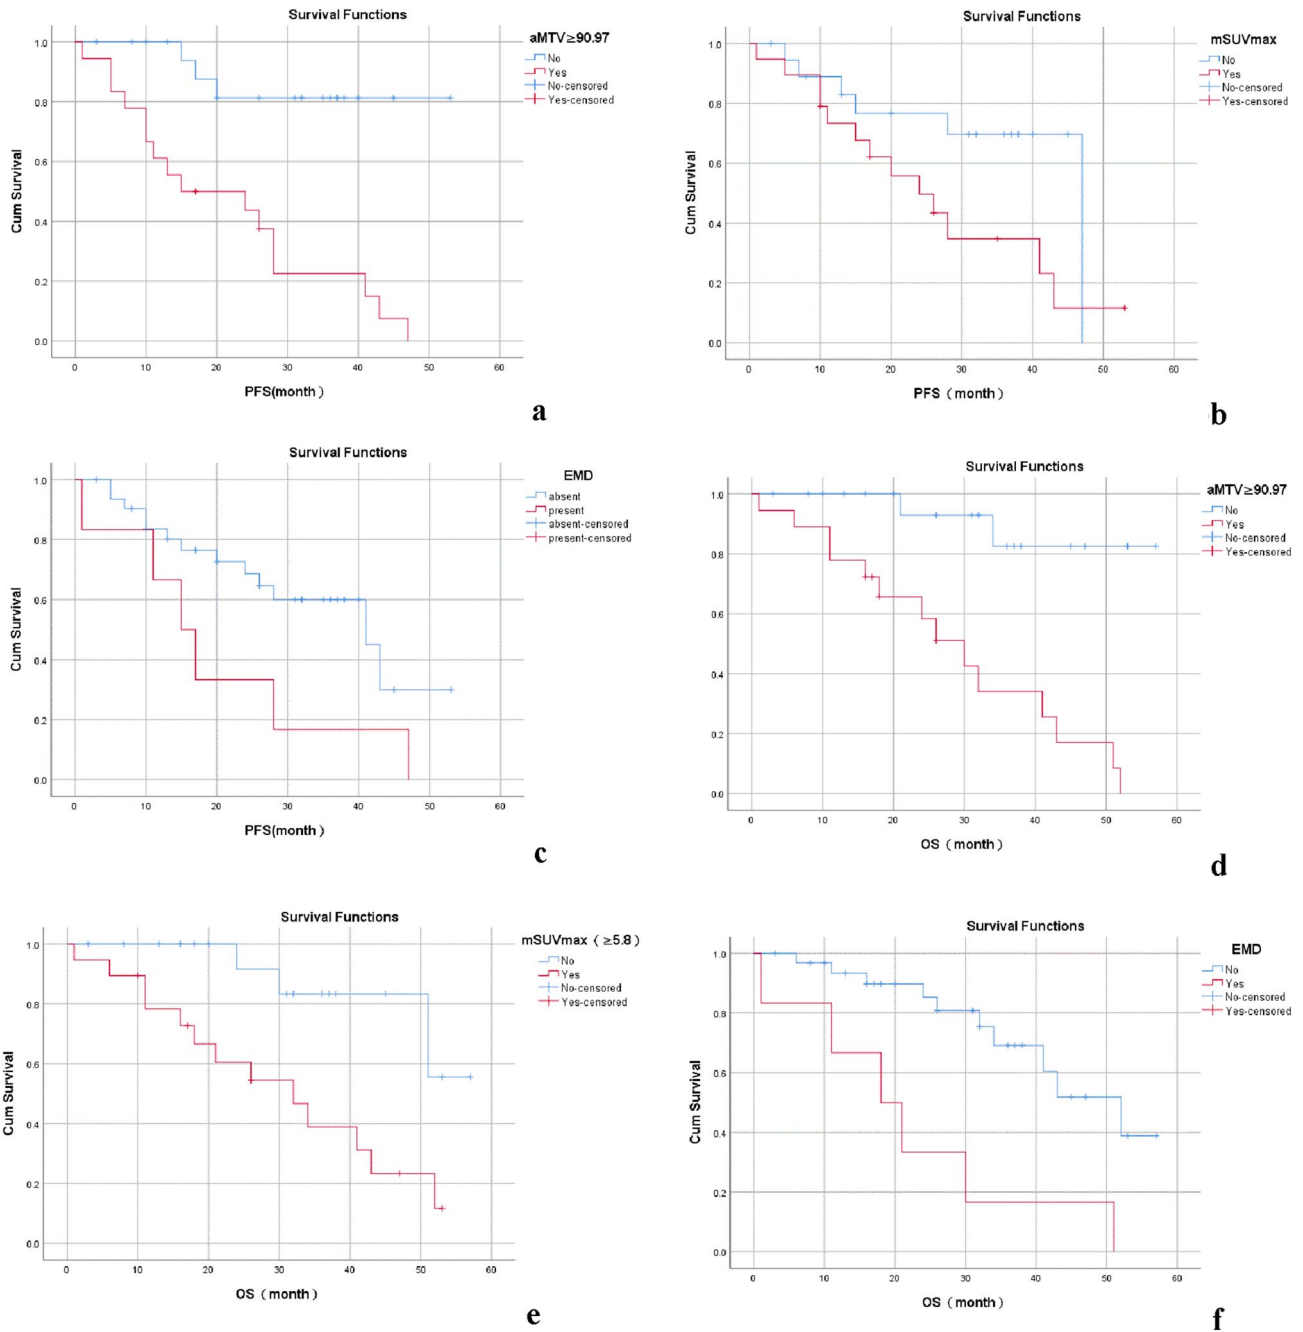 Survival Functions
aMTV≥90.97
No
Yes
No-censored
Yes-censored
1.0
0.8
0.6
0.4
0.2
0.0
Cum Survival
0 10 20 30 40 50 60
PFS(month )
a
Survival Functions
mSUVmax
No
Yes
No-censored
Yes-censored
1.0
0.8
0.6
0.4
0.2
0.0
Cum Survival
0 10 20 30 40 50 60
PFS ( month )
b
Survival Functions
EMD
absent
present
absent-censored
present-censored
1.0
0.8
0.6
0.4
0.2
0.0
Cum Survival
0 10 20 30 40 50 60
PFS(month )
c
Survival Functions
aMTV≥90.97
No
Yes
No-censored
Yes-censored
1.0
0.8
0.6
0.4
0.2
0.0
Cum Survival
0 10 20 30 40 50 60
OS ( month )
d
Survival Functions
mSUVmax ( ≥5.8 )
No
Yes
No-censored
Yes-censored
1.0
0.8
0.6
0.4
0.2
0.0
Cum Survival
0 10 20 30 40 50 60
OS ( month )
e
Survival Functions
EMD
No
Yes
No-censored
Yes-censored
1.0
0.8
0.6
0.4
0.2
0.0
Cum Survival
0 10 20 30 40 50 60
OS ( month )
f